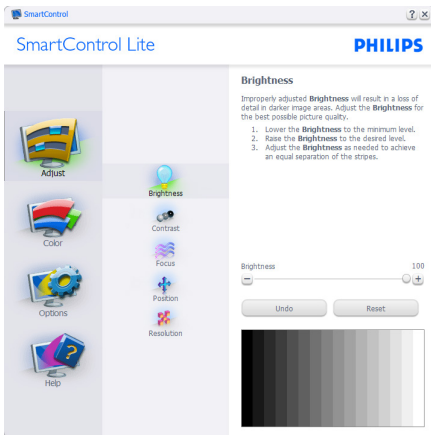 SmartControl
SmartControl Lite
PHILIPS
Adjust
Color
Options
Help
Brightness
Contrast
Focus
Position
Resolution
Brightness
Improperly adjusted Brightness will result in a loss of
detail in darker image areas. Adjust the Brightness for
the best possible picture quality.
1. Lower the Brightness to the minimum level.
2. Raise the Brightness to the desired level.
3. Adjust the Brightness as needed to achieve
an equal separation of the stripes.
Brightness 100
Undo Reset